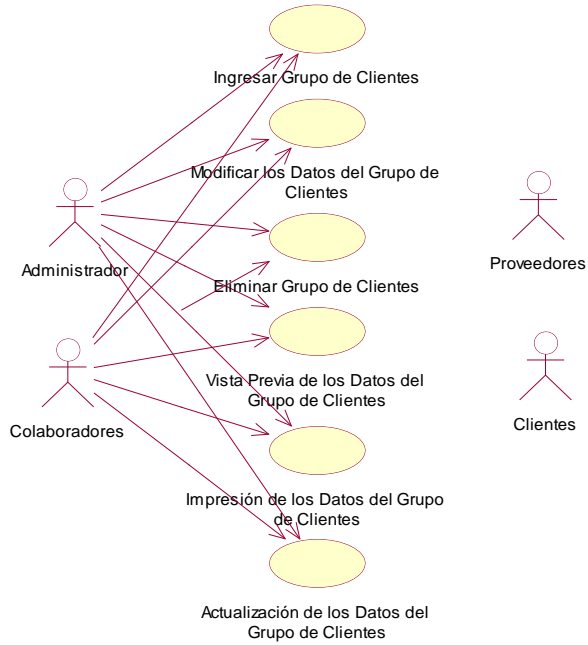 Ingresar Grupo de Clientes
Modificar los Datos del Grupo de
Clientes
Administrador
Proveedores
Eliminar Grupo de Clientes
Vista Previa de los Datos del
Grupo de Clientes
Colaboradores
Clientes
Impresión de los Datos del Grupo
de Clientes
Actualización de los Datos del
Grupo de Clientes